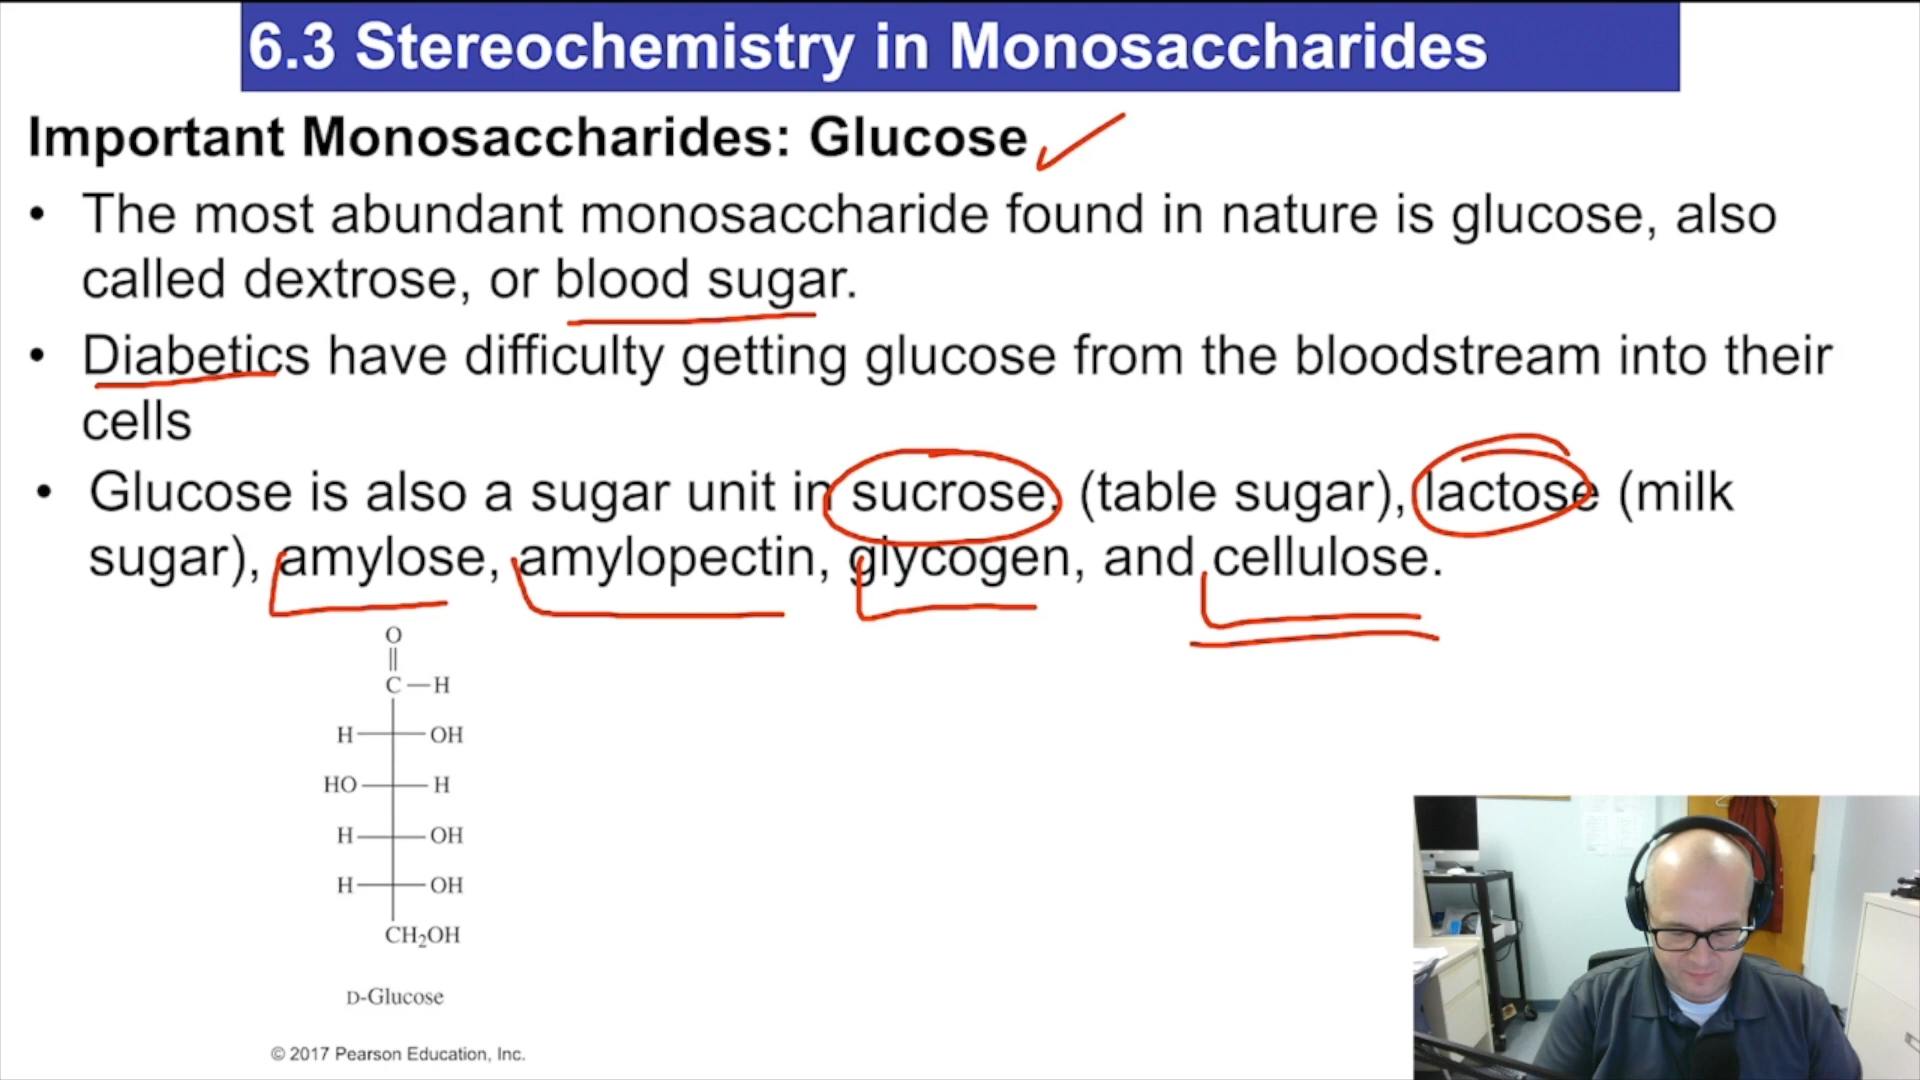 6.3 Stereochemistry in Monosaccharides
Important Monosaccharides: Glucose
• The most abundant monosaccharide found in nature is glucose, also
called dextrose, or blood sugar.
• Diabetics have difficulty getting glucose from the bloodstream into their
cells
• Glucose is also a sugar unit in sucrose, (table sugar), lactose (milk
sugar), amylose, amylopectin, glycogen, and cellulose.
O
C—H
H OH
HO H
H OH
H OH
CH₂OH
D-Glucose
© 2017 Pearson Education, Inc.